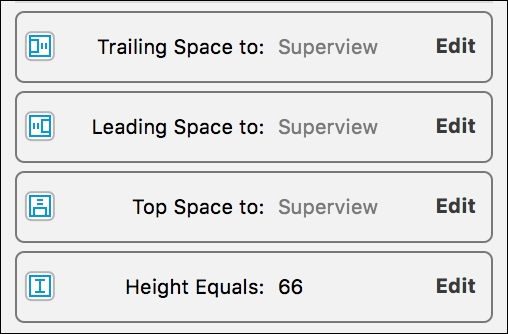 Trailing Space to: Superview Edit
Leading Space to: Superview Edit
Top Space to: Superview Edit
Height Equals: 66 Edit